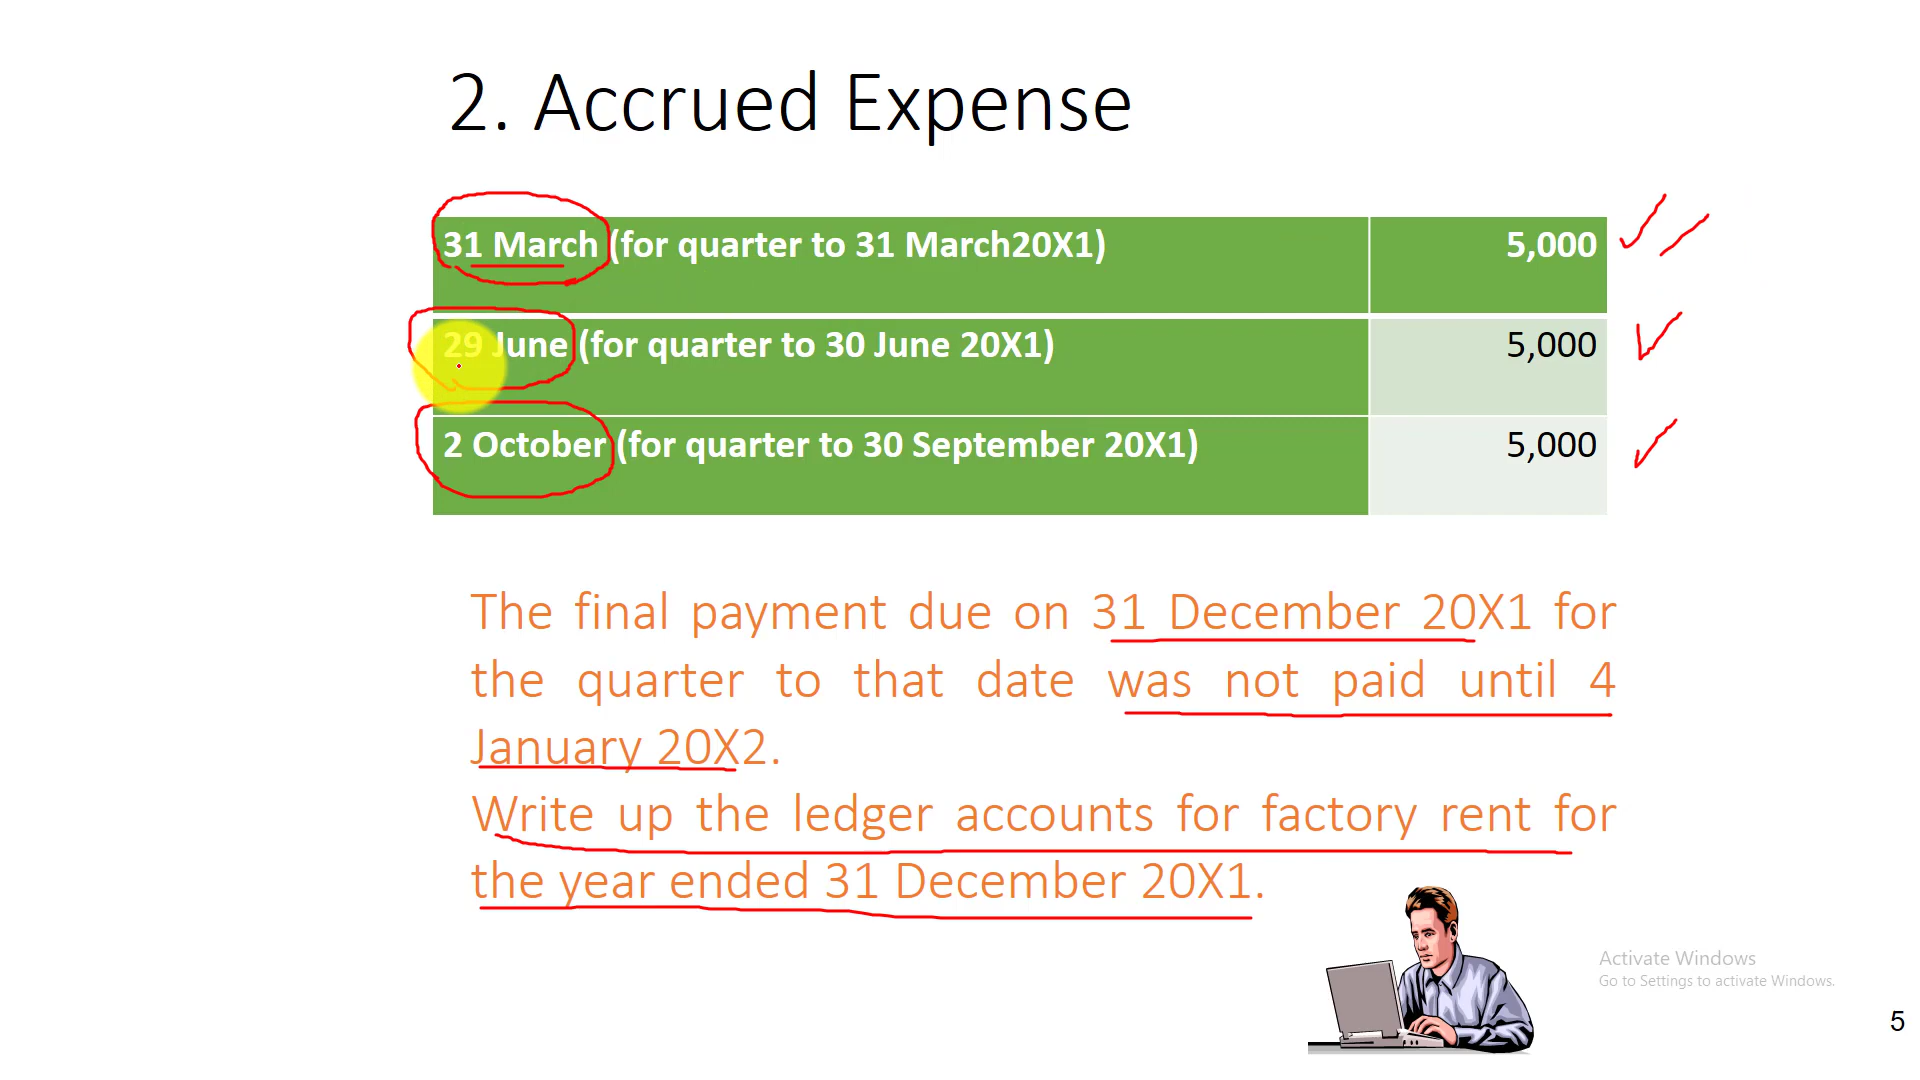 2. Accrued Expense
31 March (for quarter to 31 March20X1) 5,000
29 June (for quarter to 30 June 20X1) 5,000
2 October (for quarter to 30 September 20X1) 5,000
The final payment due on 31 December 20X1 for
the quarter to that date was not paid until 4
January 20X2.
Write up the ledger accounts for factory rent for
the year ended 31 December 20X1.
Activate Windows
Go to Settings to activate Windows.
5